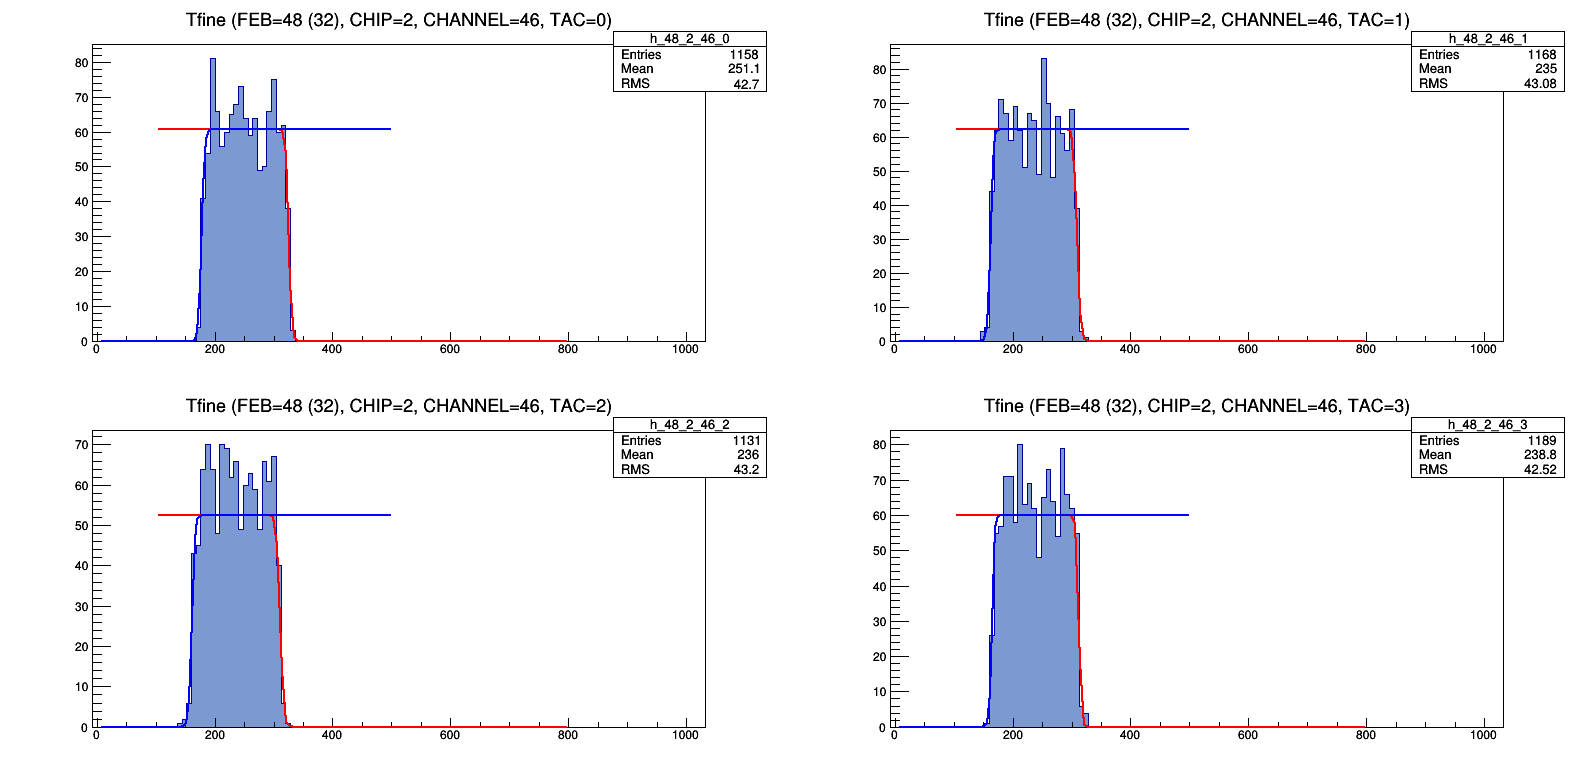 Tfine (FEB=48 (32), CHIP=2, CHANNEL=46, TAC=0)
h_48_2_46_0
Entries 1158
Mean 251.1
RMS 42.7
80
70
60
50
40
30
20
10
0
0 200 400 600 800 1000
Tfine (FEB=48 (32), CHIP=2, CHANNEL=46, TAC=1)
h_48_2_46_1
Entries 1168
Mean 235
RMS 43.08
80
70
60
50
40
30
20
10
0
0 200 400 600 800 1000
Tfine (FEB=48 (32), CHIP=2, CHANNEL=46, TAC=2)
h_48_2_46_2
Entries 1131
Mean 236
RMS 43.2
70
60
50
40
30
20
10
0
0 200 400 600 800 1000
Tfine (FEB=48 (32), CHIP=2, CHANNEL=46, TAC=3)
h_48_2_46_3
Entries 1189
Mean 238.8
RMS 42.52
80
70
60
50
40
30
20
10
0
0 200 400 600 800 1000